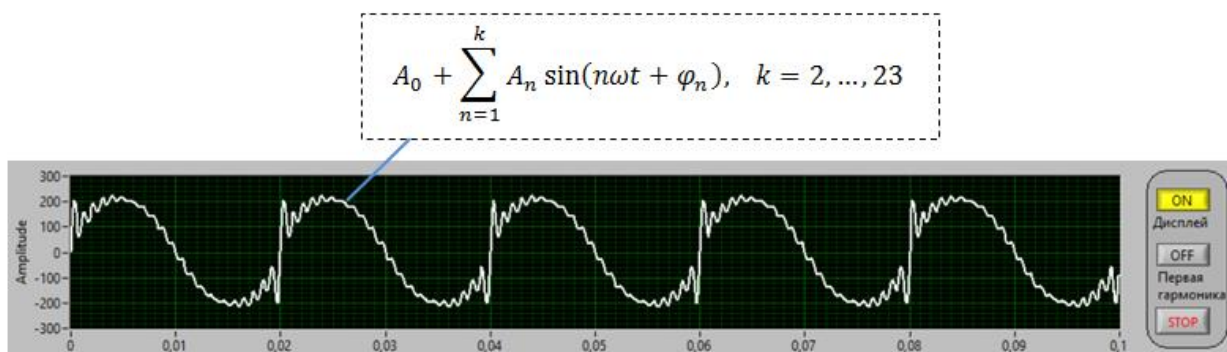 A₀ + ∑ₙ₌₁ᵏ Aₙ sin(nωt + φₙ), k = 2, …, 23
Amplitude
300
200
100
0
-100
-200
-300
0 0,01 0,02 0,03 0,04 0,05 0,06 0,07 0,08 0,09 0,1
ON
Дисплей
OFF
Первая
гармоника
STOP